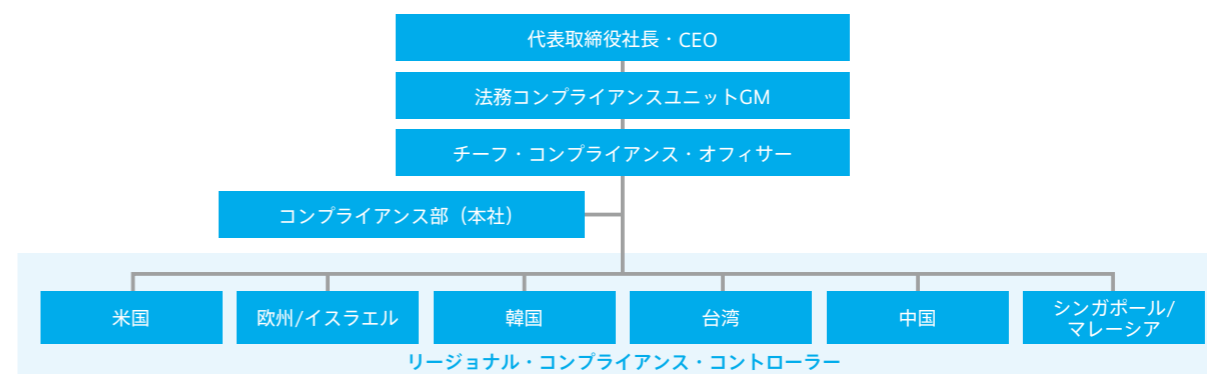 代表取締役社長・CEO
法務コンプライアンスユニットGM
チーフ・コンプライアンス・オフィサー
コンプライアンス部（本社）
米国
欧州/イスラエル
韓国
台湾
中国
シンガポール/
マレーシア
リージョナル・コンプライアンス・コントローラー